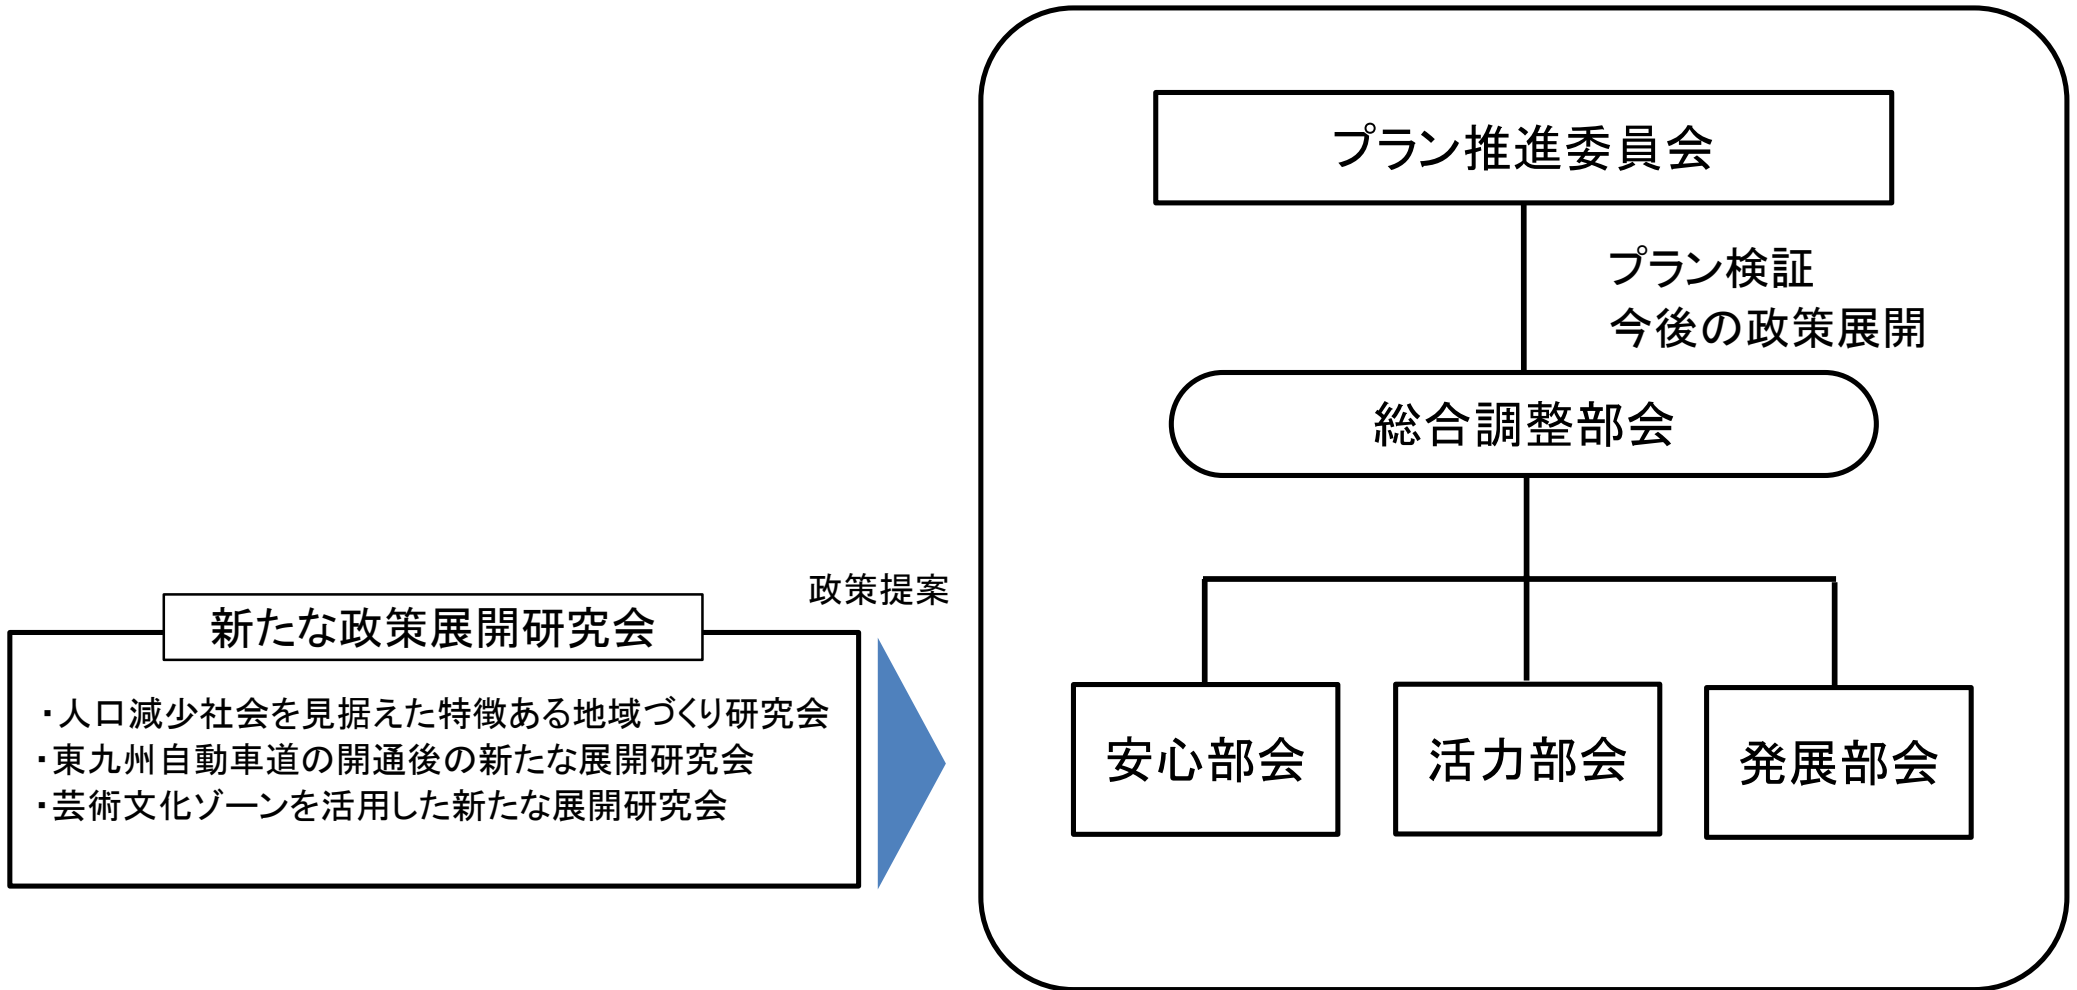 プラン推進委員会
プラン検証
今後の政策展開
総合調整部会
安心部会
活力部会
発展部会
政策提案
新たな政策展開研究会
・人口減少社会を見据えた特徴ある地域づくり研究会
・東九州自動車道の開通後の新たな展開研究会
・芸術文化ゾーンを活用した新たな展開研究会